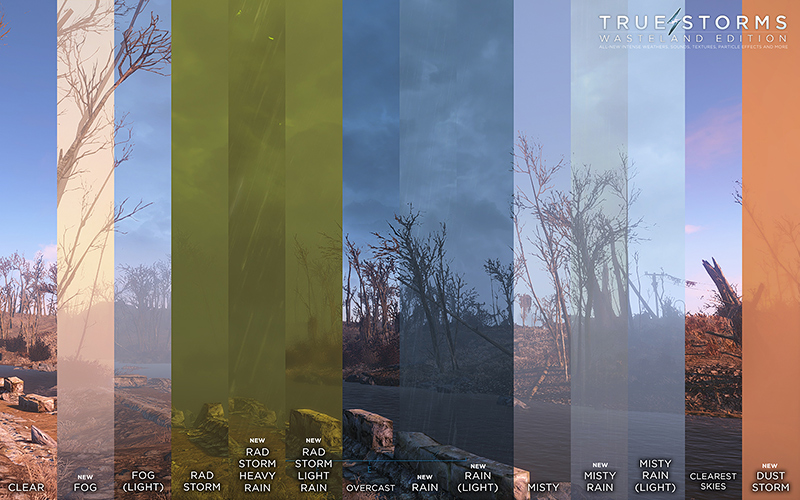 TRUE STORMS
WASTELAND EDITION
ALL-NEW INTENSE WEATHERS, SOUNDS, TEXTURES, PARTICLE EFFECTS AND MORE
CLEAR
NEW
FOG
FOG
(LIGHT)
RAD
STORM
NEW
RAD
STORM
HEAVY
RAIN
NEW
RAD
STORM
LIGHT
RAIN
OVERCAST
NEW
RAIN
NEW
RAIN
(LIGHT)
MISTY
NEW
MISTY
RAIN
MISTY
RAIN
(LIGHT)
CLEAREST
SKIES
NEW
DUST
STORM